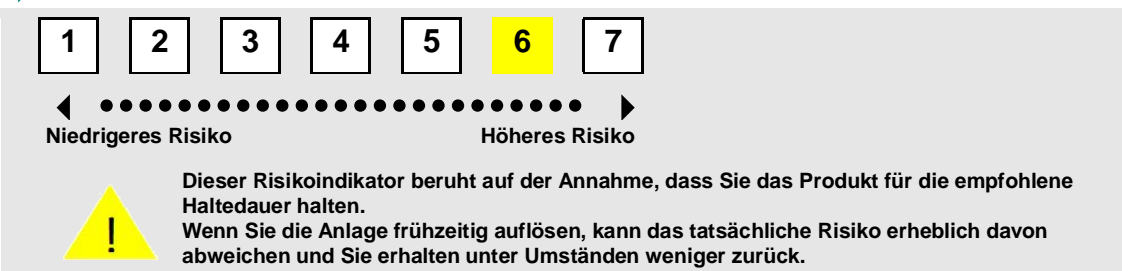 1 2 3 4 5 6 7
Niedrigeres Risiko Höheres Risiko
Dieser Risikoindikator beruht auf der Annahme, dass Sie das Produkt für die empfohlene
Haltedauer halten.
! Wenn Sie die Anlage frühzeitig auflösen, kann das tatsächliche Risiko erheblich davon
abweichen und Sie erhalten unter Umständen weniger zurück.